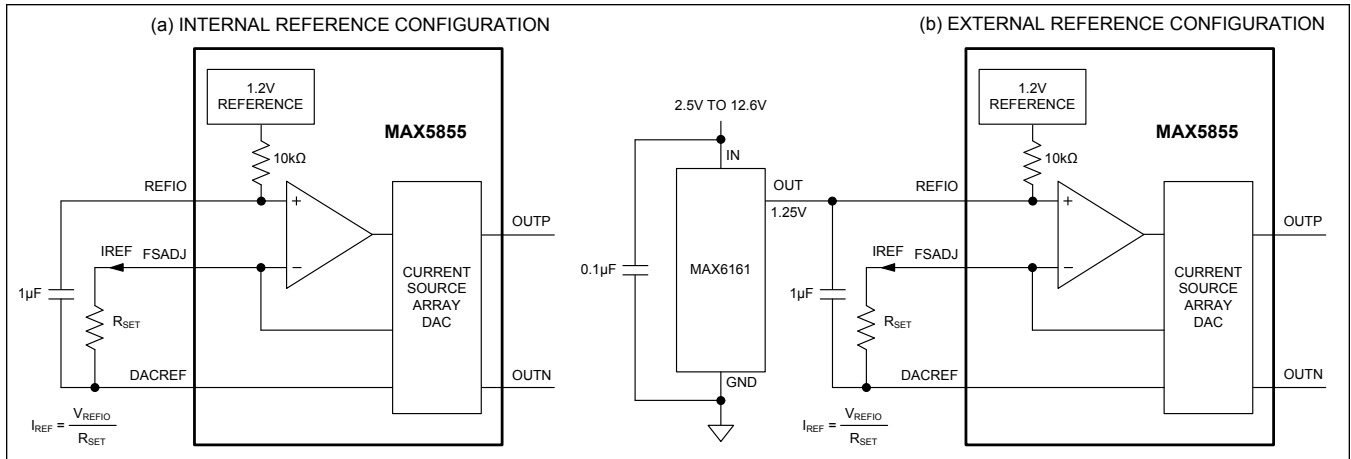 (a) INTERNAL REFERENCE CONFIGURATION
1.2V
REFERENCE
MAX5855
10kΩ
REFIO
+
OUTP
IREF
FSADJ
−
1µF
RSET
CURRENT
SOURCE
ARRAY
DAC
DACREF
OUTN
IREF = VREFIO
RSET
(b) EXTERNAL REFERENCE CONFIGURATION
2.5V TO 12.6V
IN
OUT
1.25V
0.1µF
MAX6161
GND
1.2V
REFERENCE
MAX5855
10kΩ
REFIO
+
OUTP
IREF
FSADJ
−
1µF
RSET
CURRENT
SOURCE
ARRAY
DAC
DACREF
OUTN
IREF = VREFIO
RSET